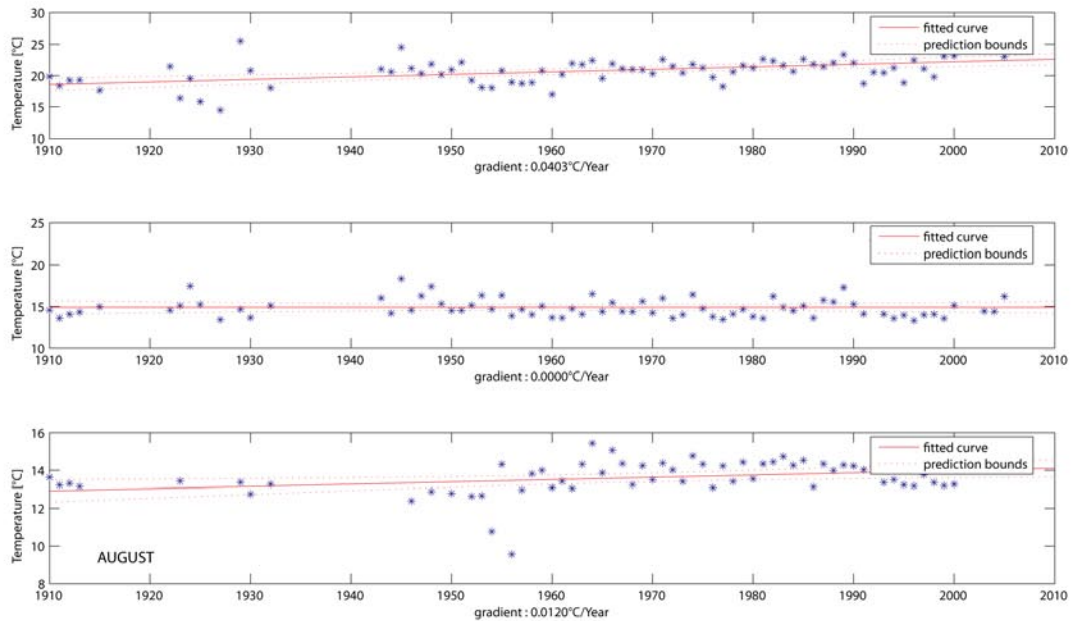 30
fitted curve
prediction bounds
25
20
15
10
Temperature [°C]
1910 1920 1930 1940 1950 1960 1970 1980 1990 2000 2010
gradient : 0.0403°C/Year
25
fitted curve
prediction bounds
20
15
10
Temperature [°C]
1910 1920 1930 1940 1950 1960 1970 1980 1990 2000 2010
gradient : 0.0000°C/Year
16
fitted curve
prediction bounds
14
12
10
8
Temperature [°C]
AUGUST
1910 1920 1930 1940 1950 1960 1970 1980 1990 2000 2010
gradient : 0.0120°C/Year